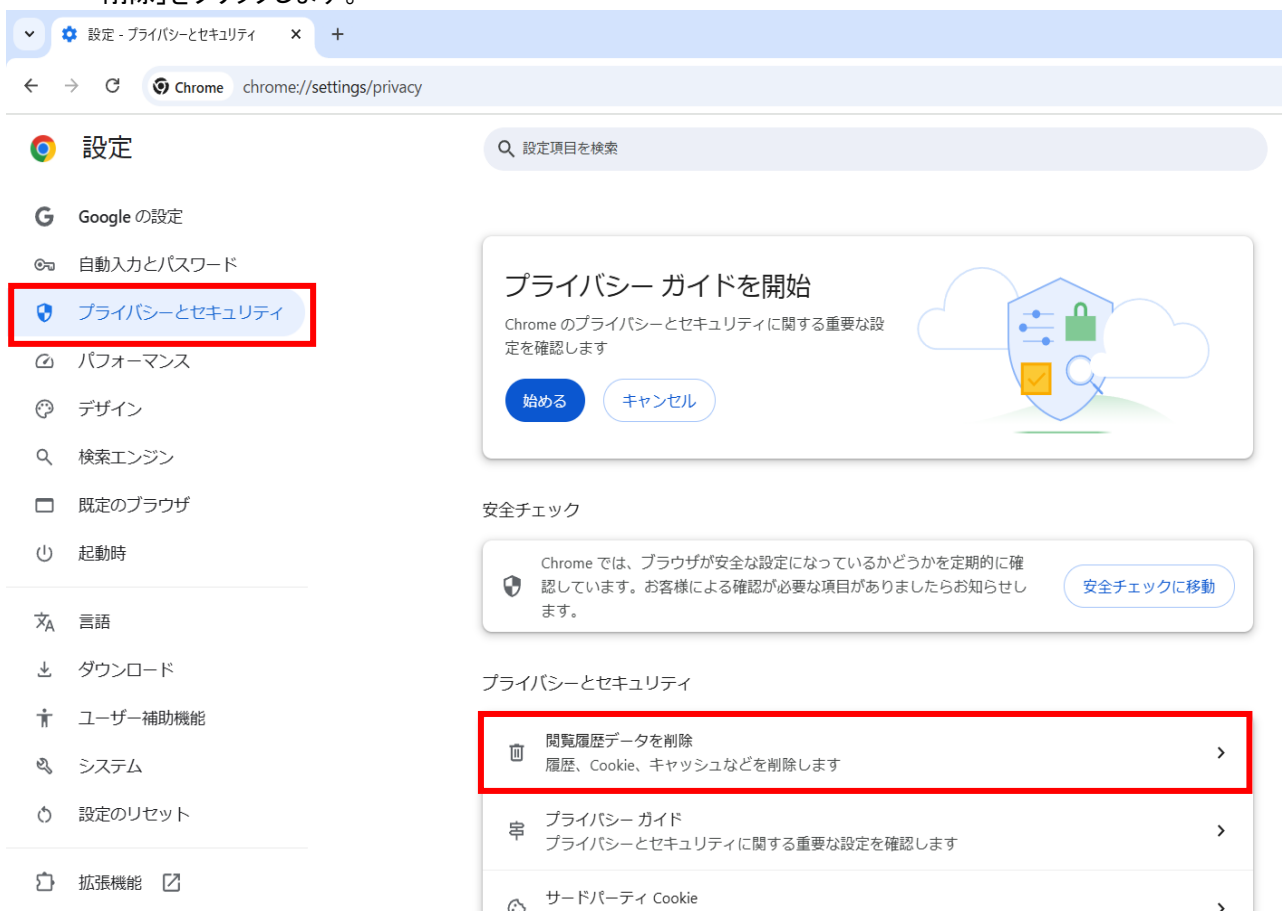 削除」をクリックします。
設定 - プライバシーとセキュリティ
Chrome chrome://settings/privacy
設定
設定項目を検索
Google の設定
自動入力とパスワード
プライバシーとセキュリティ
パフォーマンス
デザイン
検索エンジン
既定のブラウザ
起動時
言語
ダウンロード
ユーザー補助機能
システム
設定のリセット
拡張機能
プライバシー ガイドを開始
Chrome のプライバシーとセキュリティに関する重要な設
定を確認します
始める
キャンセル
安全チェック
Chrome では、ブラウザが安全な設定になっているかどうかを定期的に確
認しています。お客様による確認が必要な項目がありましたらお知らせし
ます。
安全チェックに移動
プライバシーとセキュリティ
閲覧履歴データを削除
履歴、Cookie、キャッシュなどを削除します
プライバシー ガイド
プライバシーとセキュリティに関する重要な設定を確認します
サードパーティ Cookie